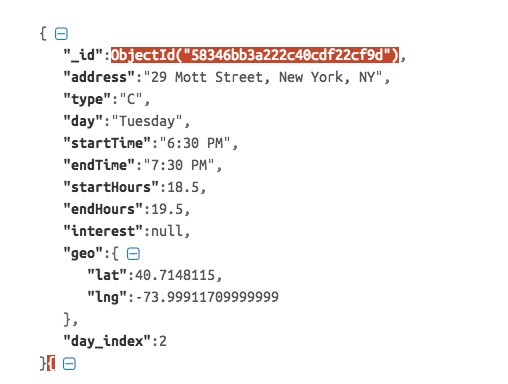 {
"_id":ObjectId("58346bb3a222c40cdf22cf9d"),
"address":"29 Mott Street, New York, NY",
"type":"C",
"day":"Tuesday",
"startTime":"6:30 PM",
"endTime":"7:30 PM",
"startHours":18.5,
"endHours":19.5,
"interest":null,
"geo":{
"lat":40.7148115,
"lng":-73.99911709999999
},
"day_index":2
}{